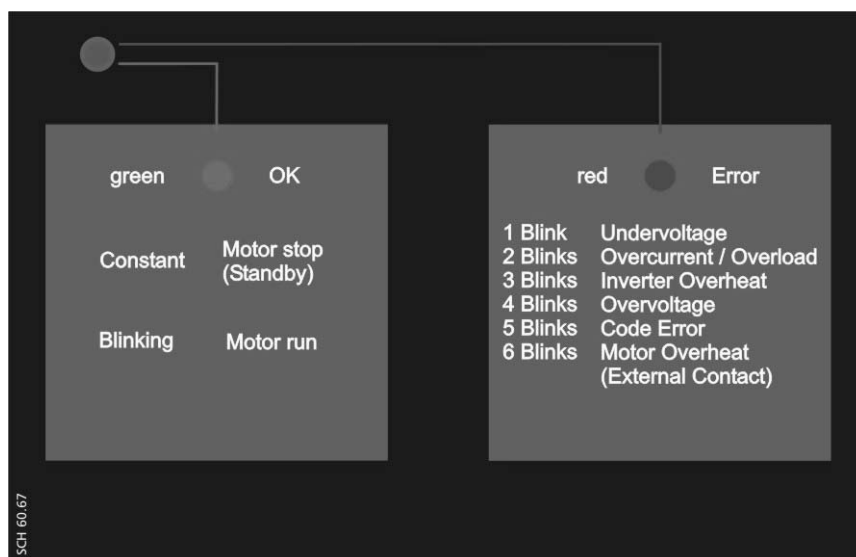 green OK
Constant Motor stop
(Standby)
Blinking Motor run
red Error
1 Blink Undervoltage
2 Blinks Overcurrent / Overload
3 Blinks Inverter Overheat
4 Blinks Overvoltage
5 Blinks Code Error
6 Blinks Motor Overheat
(External Contact)
SCH 60.67